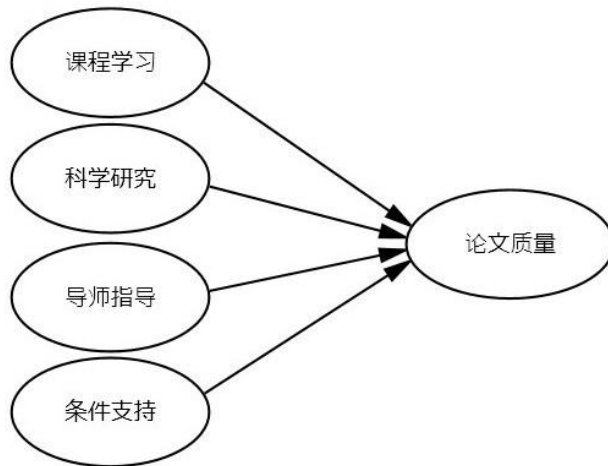 课程学习
科学研究
导师指导
条件支持
论文质量